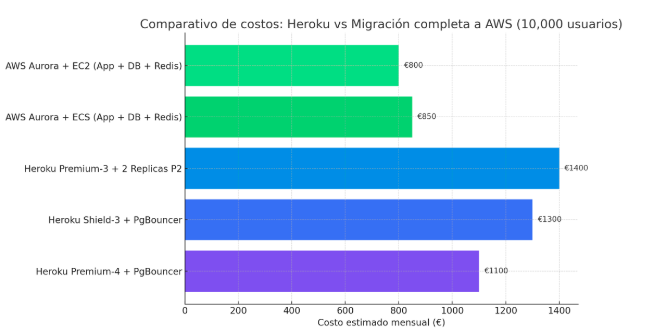 Comparativo de costos: Heroku vs Migración completa a AWS (10,000 usuarios)
AWS Aurora + EC2 (App + DB + Redis)
€800
AWS Aurora + ECS (App + DB + Redis)
€850
Heroku Premium-3 + 2 Replicas P2
€1400
Heroku Shield-3 + PgBouncer
€1300
Heroku Premium-4 + PgBouncer
€1100
0 200 400 600 800 1000 1200 1400
Costo estimado mensual (€)